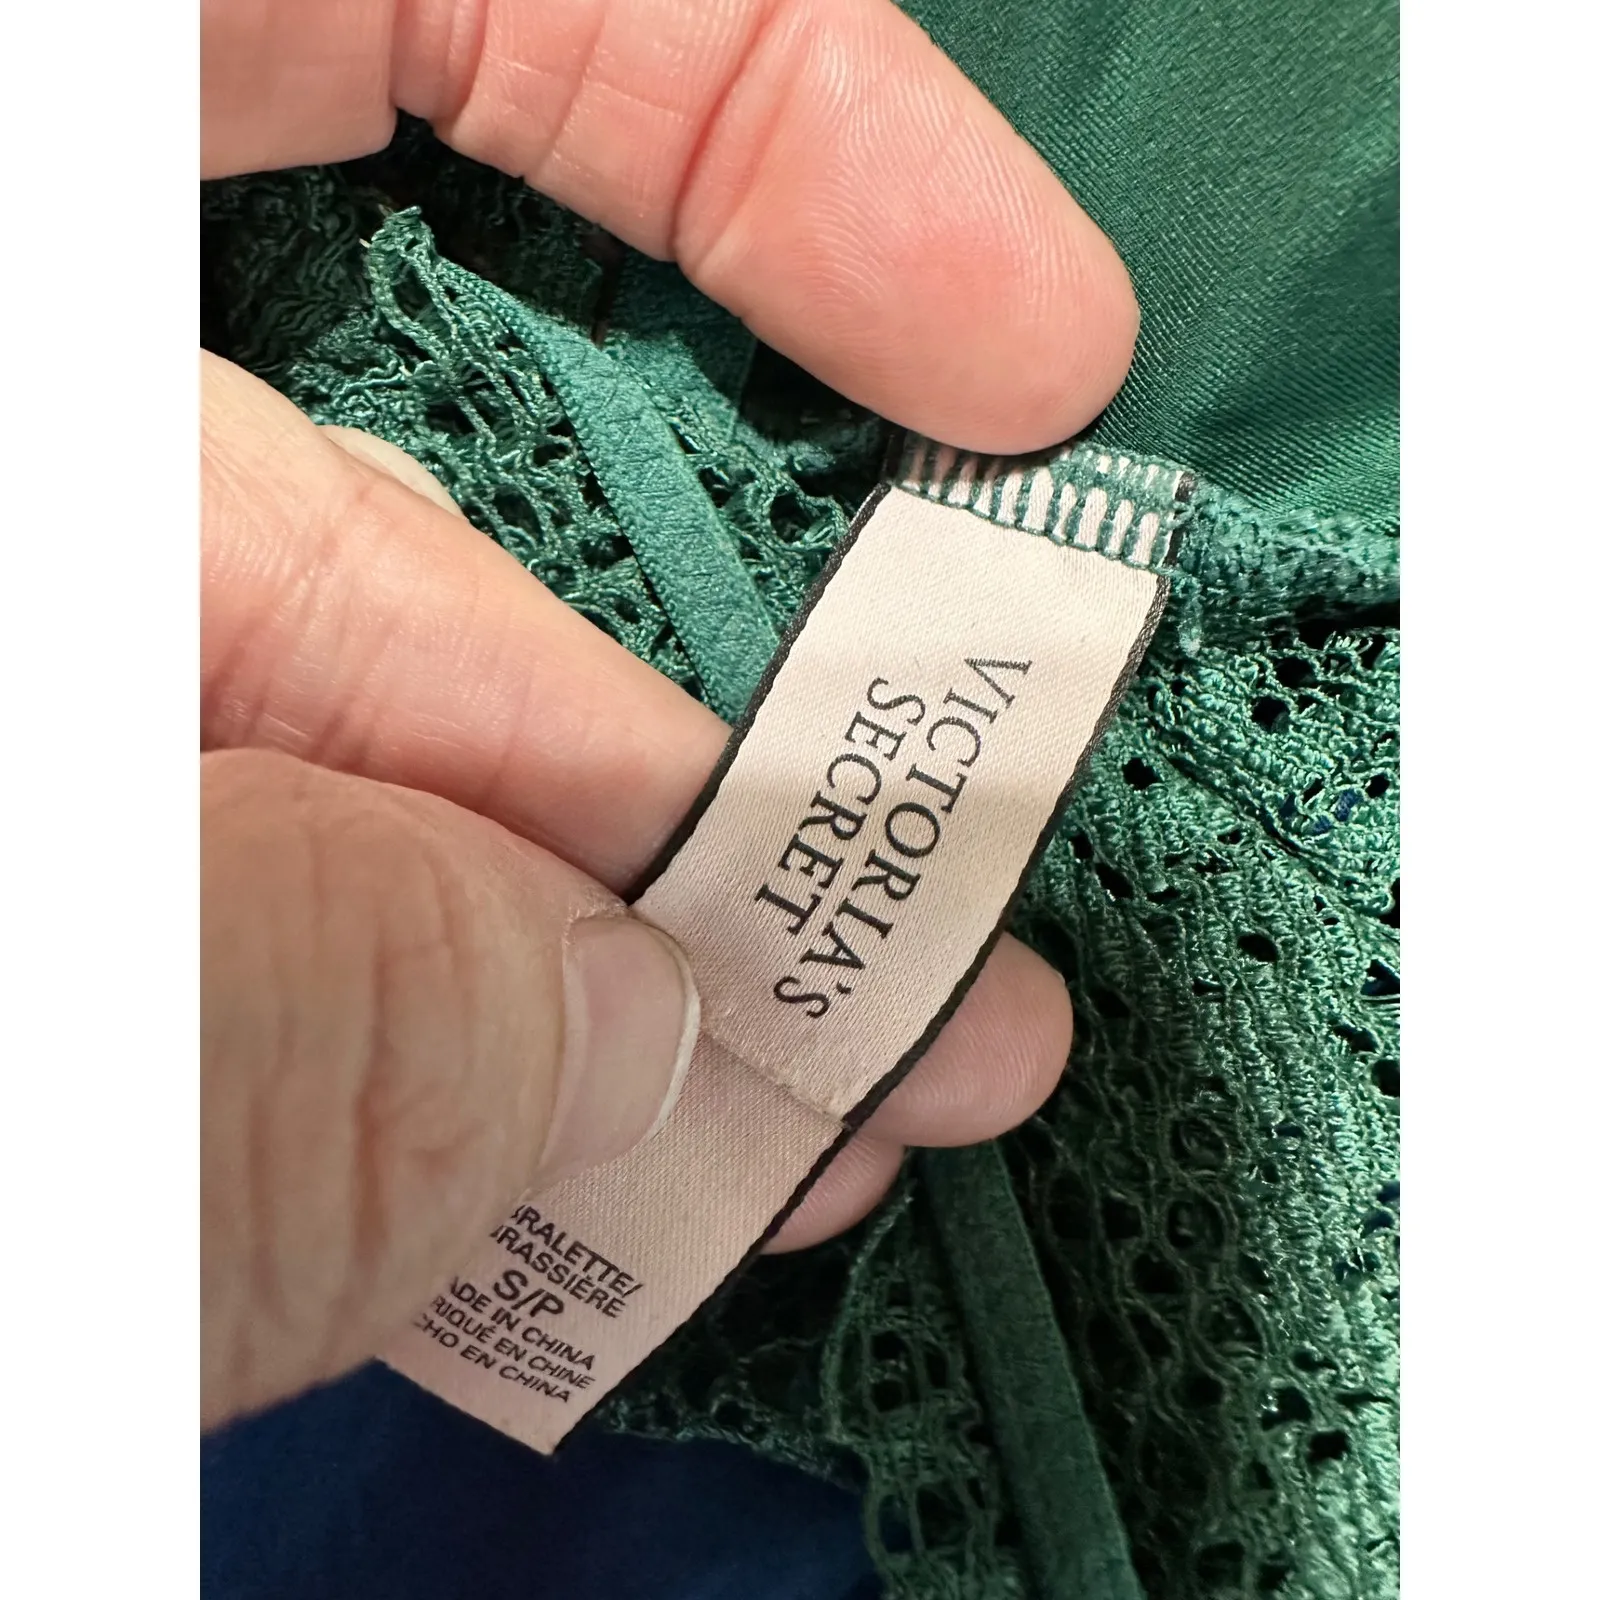 VICTORIA'S
SECRET
RALETTE/
RASSIÈRE
S/P
ADE IN CHINA
RIQUÉ EN CHINE
CHO EN CHINA